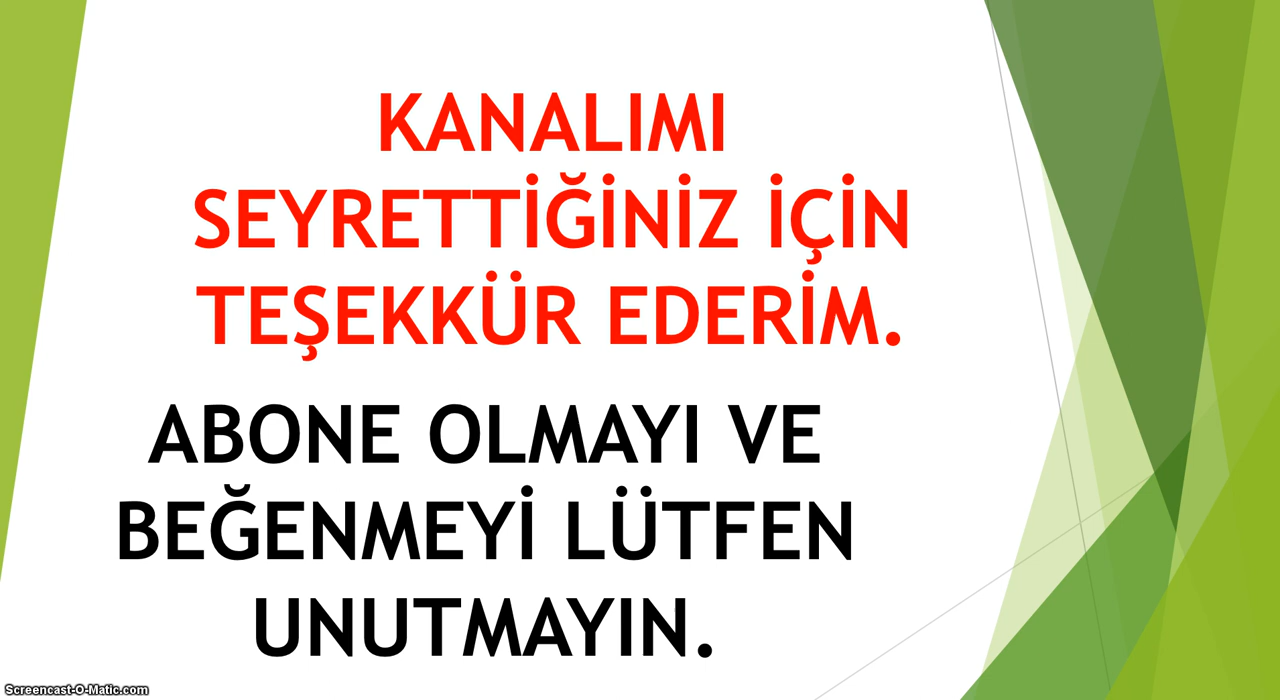 KANALIMI
SEYRETTİĞİNİZ İÇİN
TEŞEKKÜR EDERİM.
ABONE OLMAYI VE
BEĞENMEYİ LÜTFEN
UNUTMAYIN.
Screencast-O-Matic.com